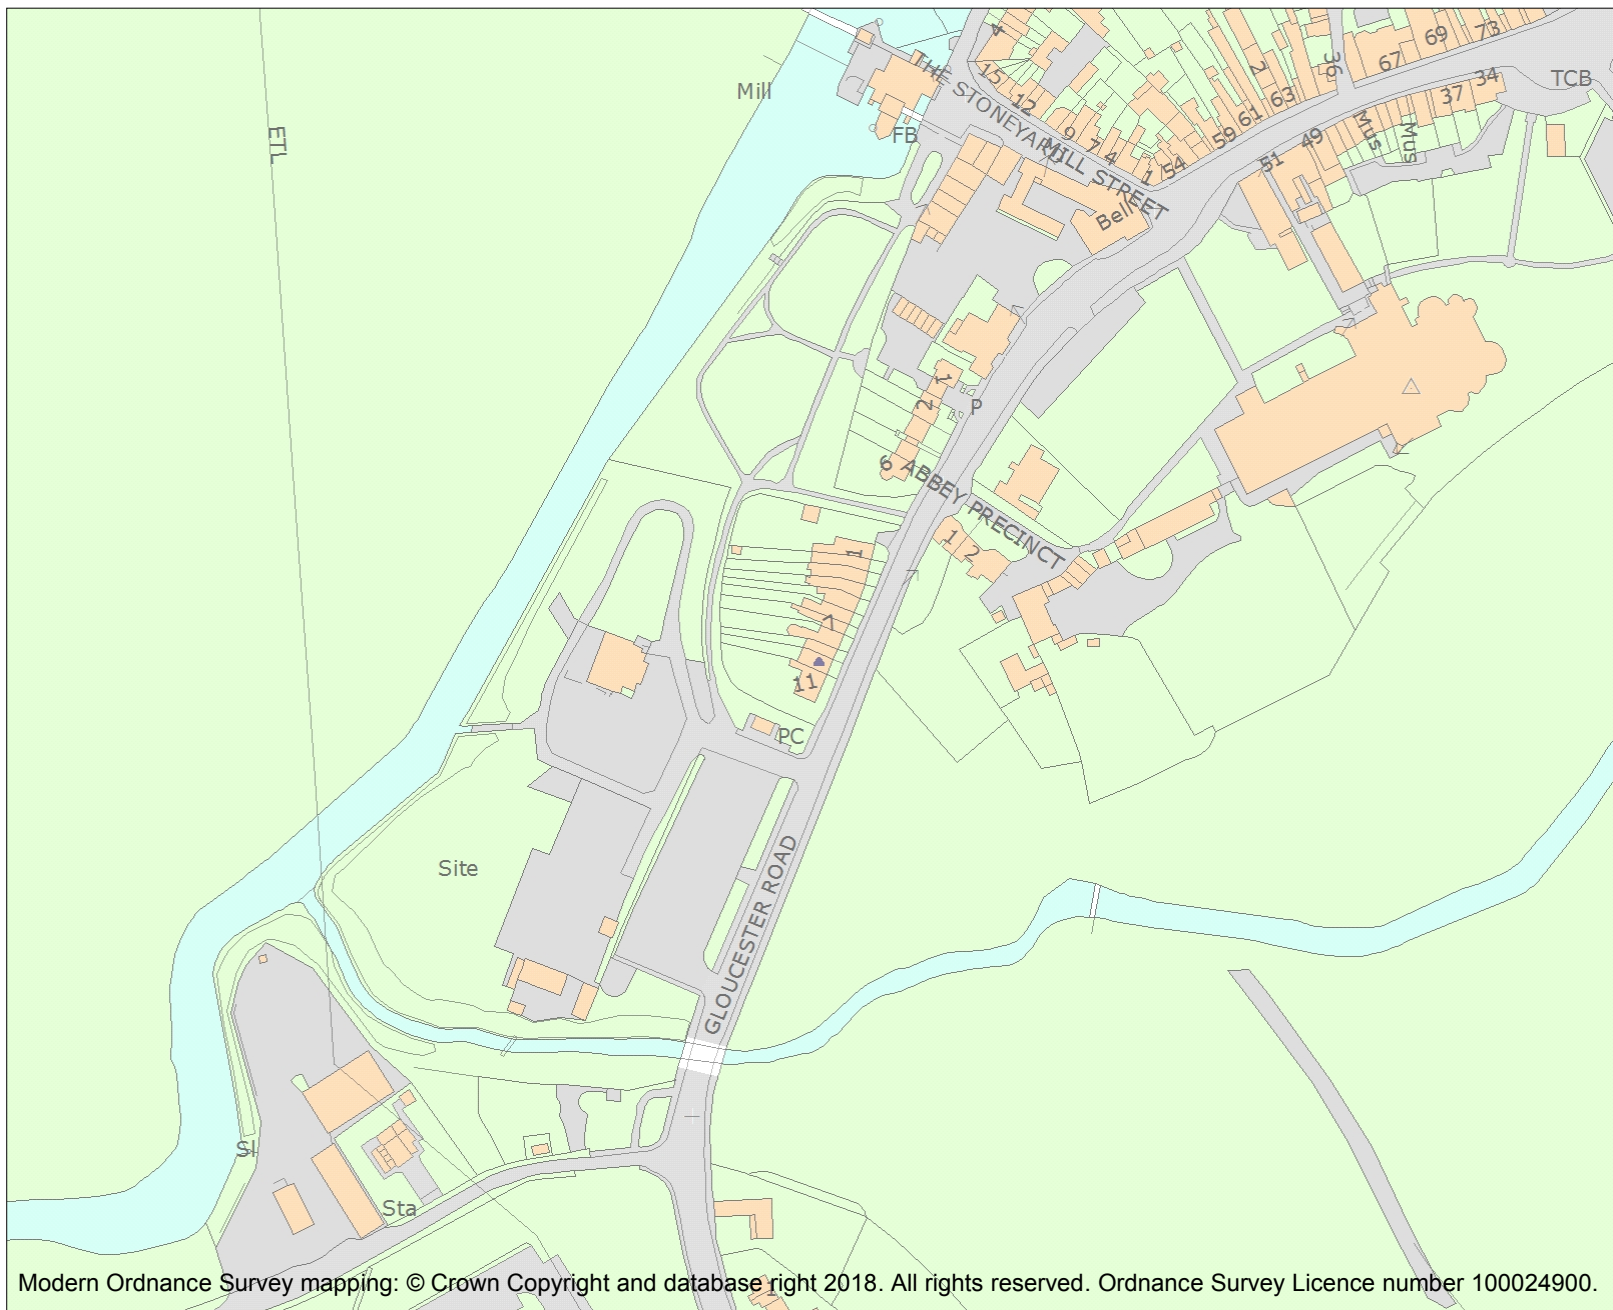 4
69
73
2
36
67
TCB
15
34
Mill
THE STONEYARD
12
63
37
61
ETL
9
59
49
Mus
Mus
FB
7
4
MILL STREET
1
54
51
Bell
1
2
P
6
ABBEY PRECINCT
1
1
2
7
11
PC
Site
GLOUCESTER ROAD
Sl
Sta
1
Modern Ordnance Survey mapping: © Crown Copyright and database right 2018. All rights reserved. Ordnance Survey Licence number 100024900.